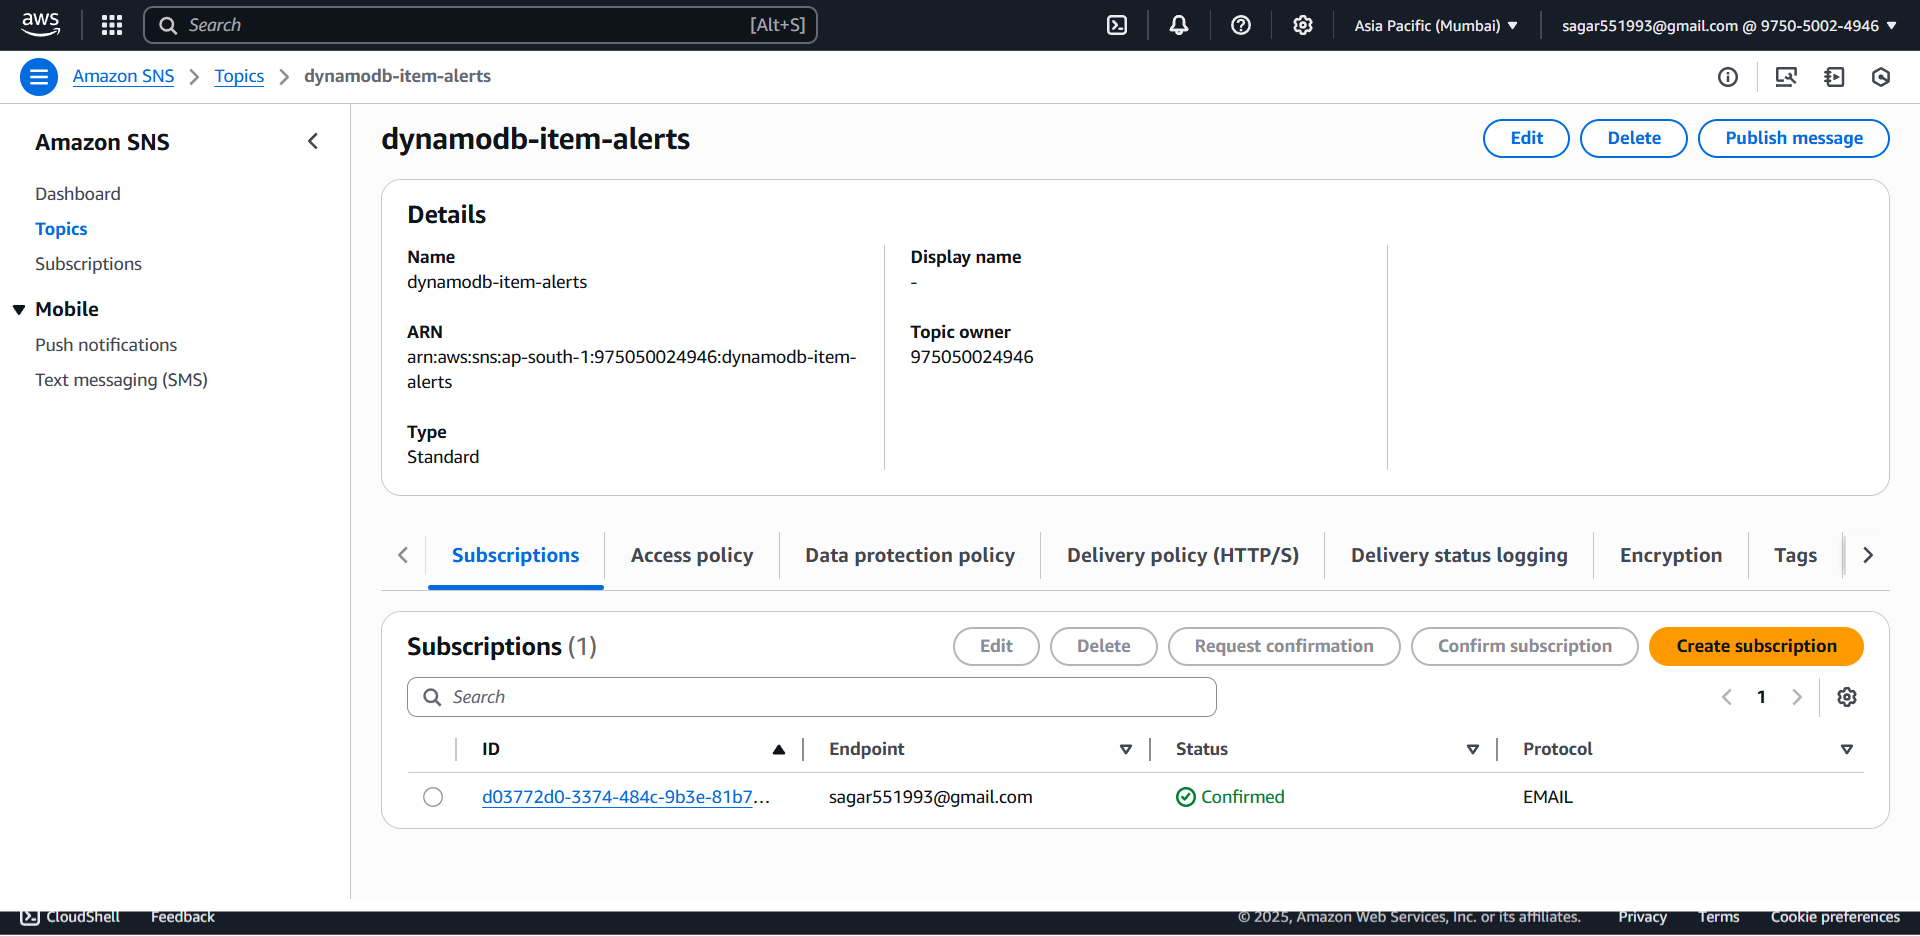 aws
Search [Alt+S] Asia Pacific (Mumbai) sagar551993@gmail.com @ 9750-5002-4946
Amazon SNS Topics dynamodb-item-alerts
Amazon SNS
Dashboard
Topics
Subscriptions
Mobile
Push notifications
Text messaging (SMS)
dynamodb-item-alerts
Edit Delete Publish message
Details
Name
dynamodb-item-alerts
ARN
arn:aws:sns:ap-south-1:975050024946:dynamodb-item-
alerts
Type
Standard
Display name
-
Topic owner
975050024946
Subscriptions Access policy Data protection policy Delivery policy (HTTP/S) Delivery status logging Encryption Tags
Subscriptions (1) Edit Delete Request confirmation Confirm subscription Create subscription
Search 1
ID Endpoint Status Protocol
d03772d0-3374-484c-9b3e-81b7... sagar551993@gmail.com Confirmed EMAIL
CloudShell Feedback © 2025, Amazon Web Services, Inc. or its affiliates. Privacy Terms Cookie preferences